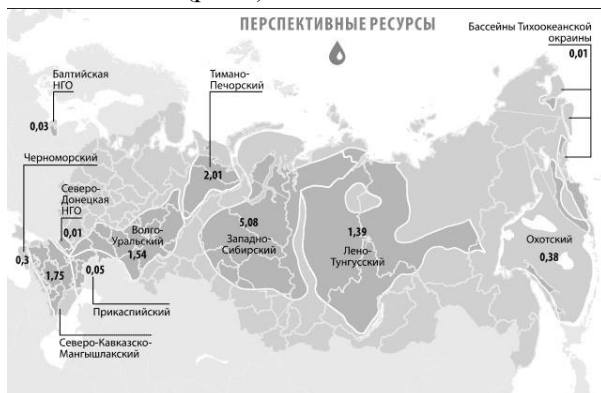 ПЕРСПЕКТИВНЫЕ РЕСУРСЫ
Бассейны Тихоокеанской
окраины
0,01
Балтийская
НГО
0,03
Тимано-
Печорский
2,01
Черноморский
0,3
Северо-
Донецкая
НГО
0,01
Волго-
Уральский
1,54
5,08
Западно-
Сибирский
1,39
Лено-
Тунгусский
Охотский
0,38
1,75
0,05
Прикаспийский
Северо-Кавказско-
Мангышлакский